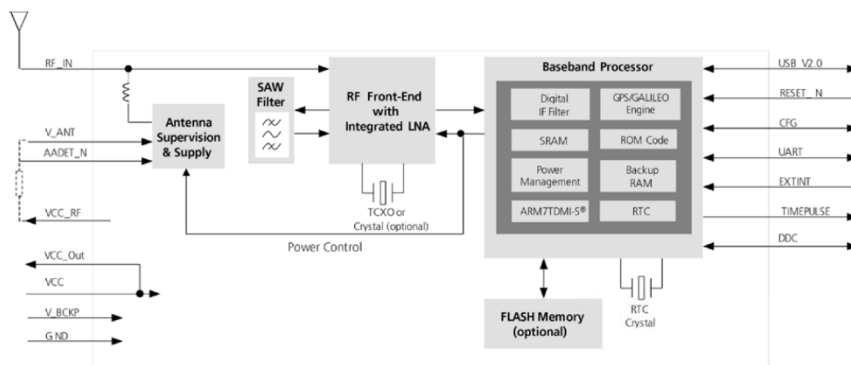 RF_IN
V_ANT
AADET_N
VCC_RF
VCC_Out
VCC
V_BCKP
GND
Antenna
Supervision
& Supply
SAW
Filter
RF Front-End
with
Integrated LNA
TCXO or
Crystal (optional)
Power Control
Baseband Processor
Digital
IF Filter
GPS/GALILEO
Engine
SRAM
ROM Code
Power
Management
Backup
RAM
ARM7TDMI-S®
RTC
FLASH Memory
(optional)
RTC
Crystal
USB V2.0
RESET_N
CFG
UART
EXTINT
TIMEPULSE
DDC